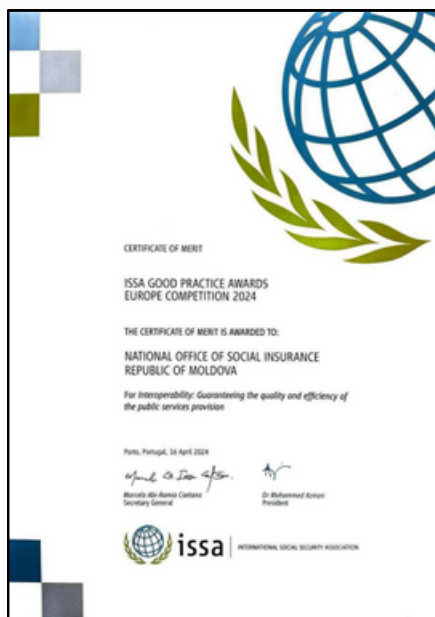 CERTIFICATE OF MERIT
ISSA GOOD PRACTICE AWARDS
EUROPE COMPETITION 2024
THE CERTIFICATE OF MERIT IS AWARDED TO:
NATIONAL OFFICE OF SOCIAL INSURANCE
REPUBLIC OF MOLDOVA
For Interoperability: Guaranteeing the quality and efficiency of
the public services provision
Porto, Portugal, 16 April 2024
Marcelo Abi-Ramia Caetano
Secretary General
Dr Mohammed Azman
President
issa
INTERNATIONAL SOCIAL SECURITY ASSOCIATION